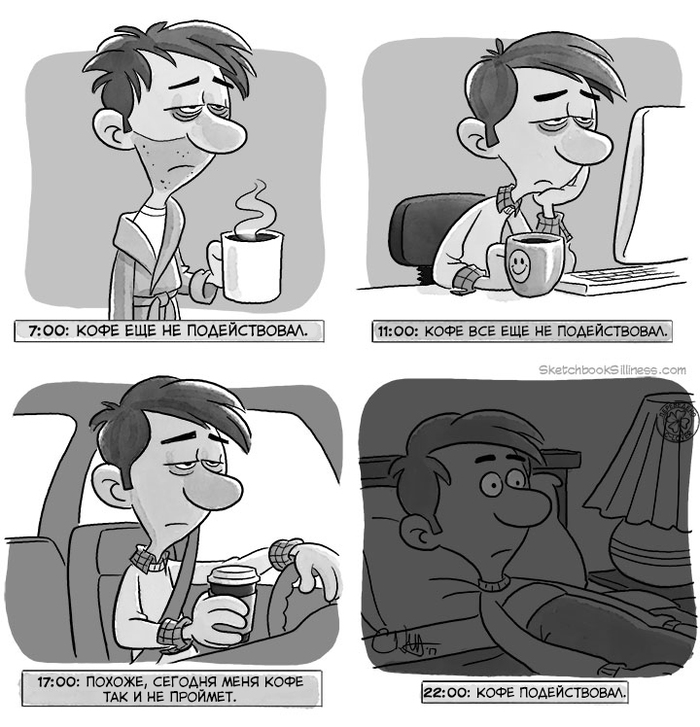 7:00: КОФЕ ЕЩЕ НЕ ПОДЕЙСТВОВАЛ.
11:00: КОФЕ ВСЕ ЕЩЕ НЕ ПОДЕЙСТВОВАЛ.
SketchbookSilliness.com
17:00: ПОХОЖЕ, СЕГОДНЯ МЕНЯ КОФЕ
ТАК И НЕ ПРОЙМЕТ.
22:00: КОФЕ ПОДЕЙСТВОВАЛ.